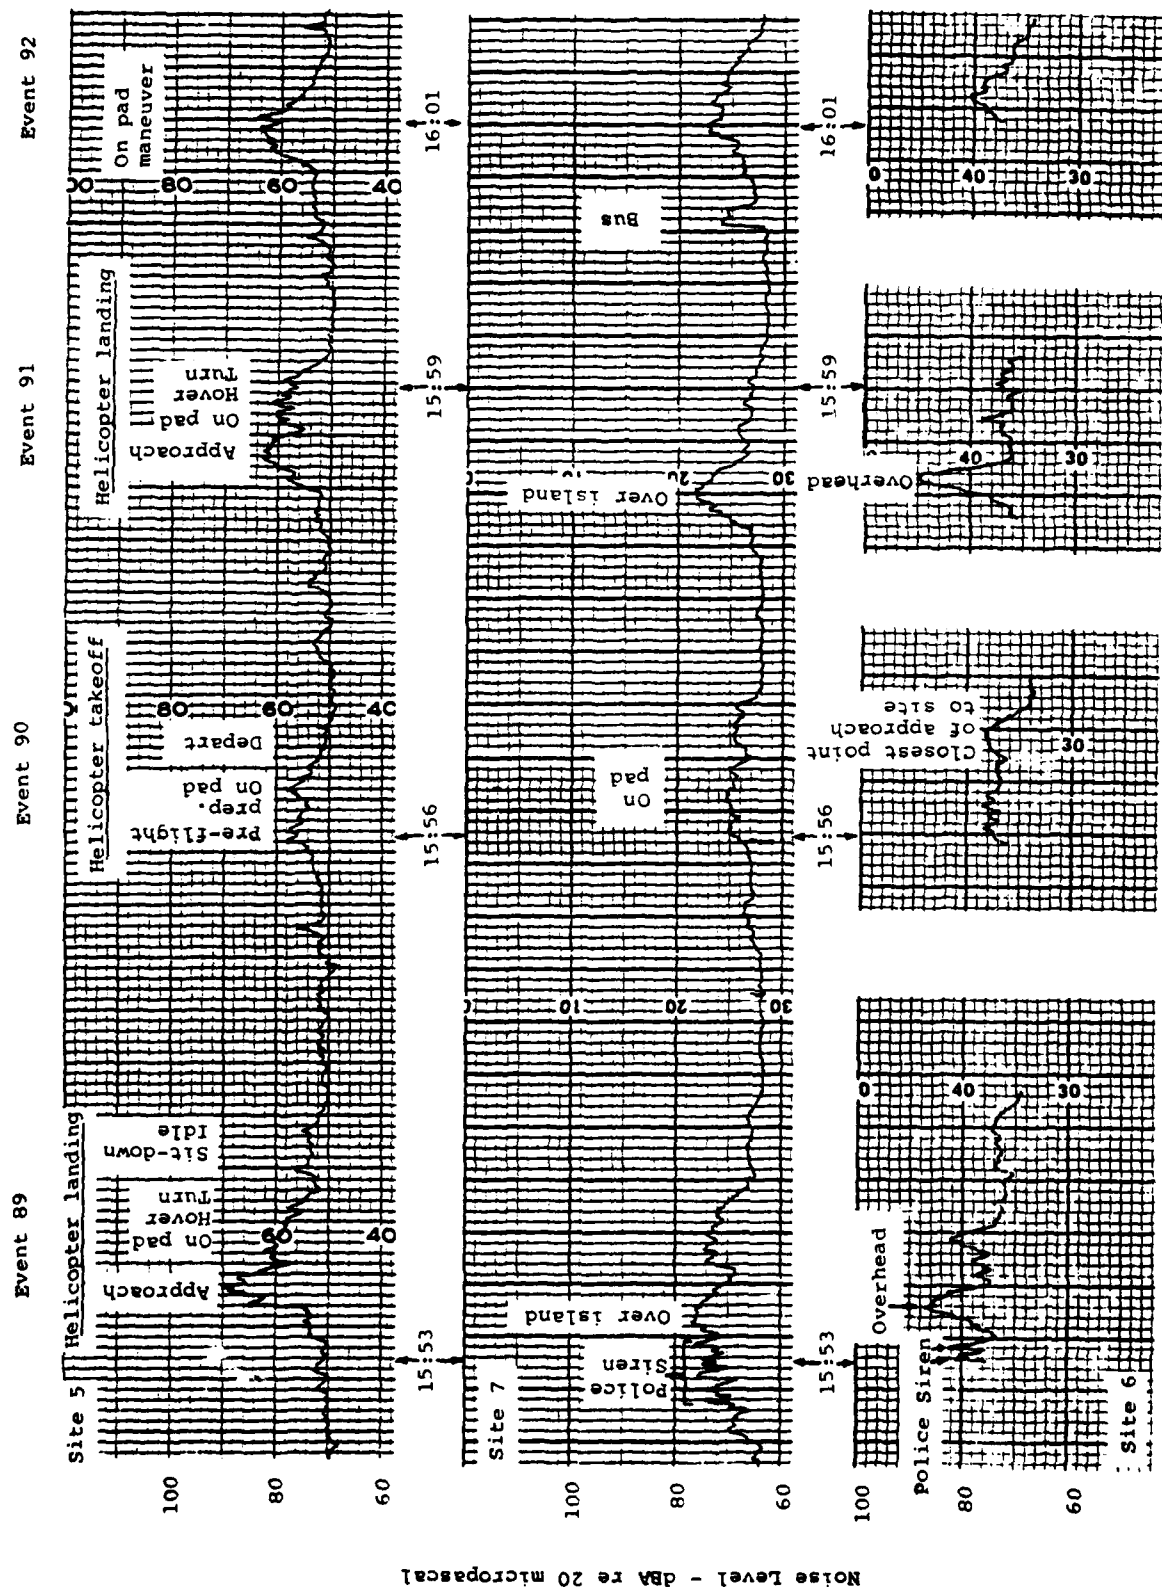 Event 89
Event 90
Event 91
Event 92
Site 5
Helicopter landing
Approach
On pad
Hover
Turn
Sit-down
Idle
Helicopter takeoff
Pre-flight
prep.
On pad
Depart
Helicopter landing
Approach
On pad
Hover
Turn
On pad
maneuver
100
80
60
60
40
80
60
40
00
80
60
40
15:53
15:56
15:59
16:01
Site 7
Police
Siren
Over island
On
pad
Over island
Bus
100
80
60
0
10
20
30
0
10
20
30
15:53
15:56
15:59
16:01
Site 6
Police Siren
Overhead
Closest point
of approach
to site
Overhead
100
80
60
0
40
30
30
40
30
0
40
30
Noise Level - dBA re 20 micropascal